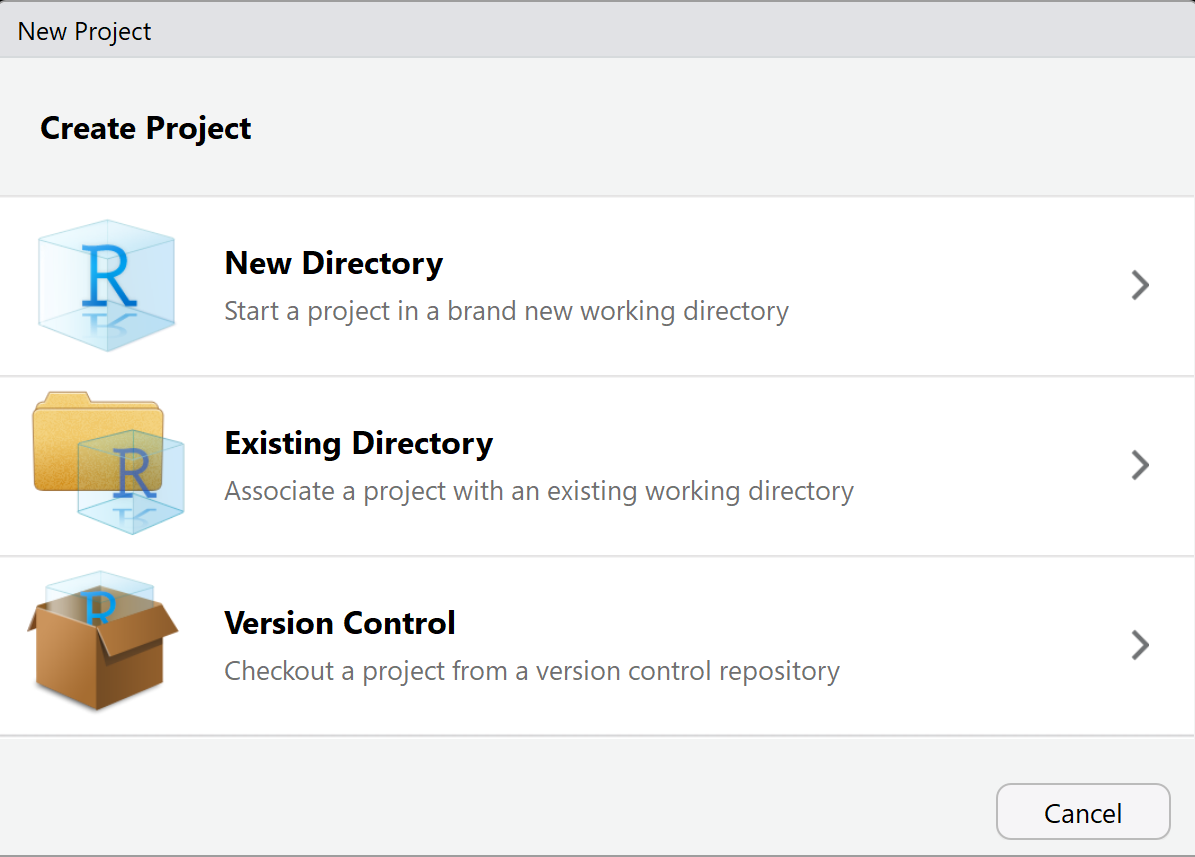 New Project
Create Project
R
New Directory
Start a project in a brand new working directory
R
Existing Directory
Associate a project with an existing working directory
R
Version Control
Checkout a project from a version control repository
Cancel